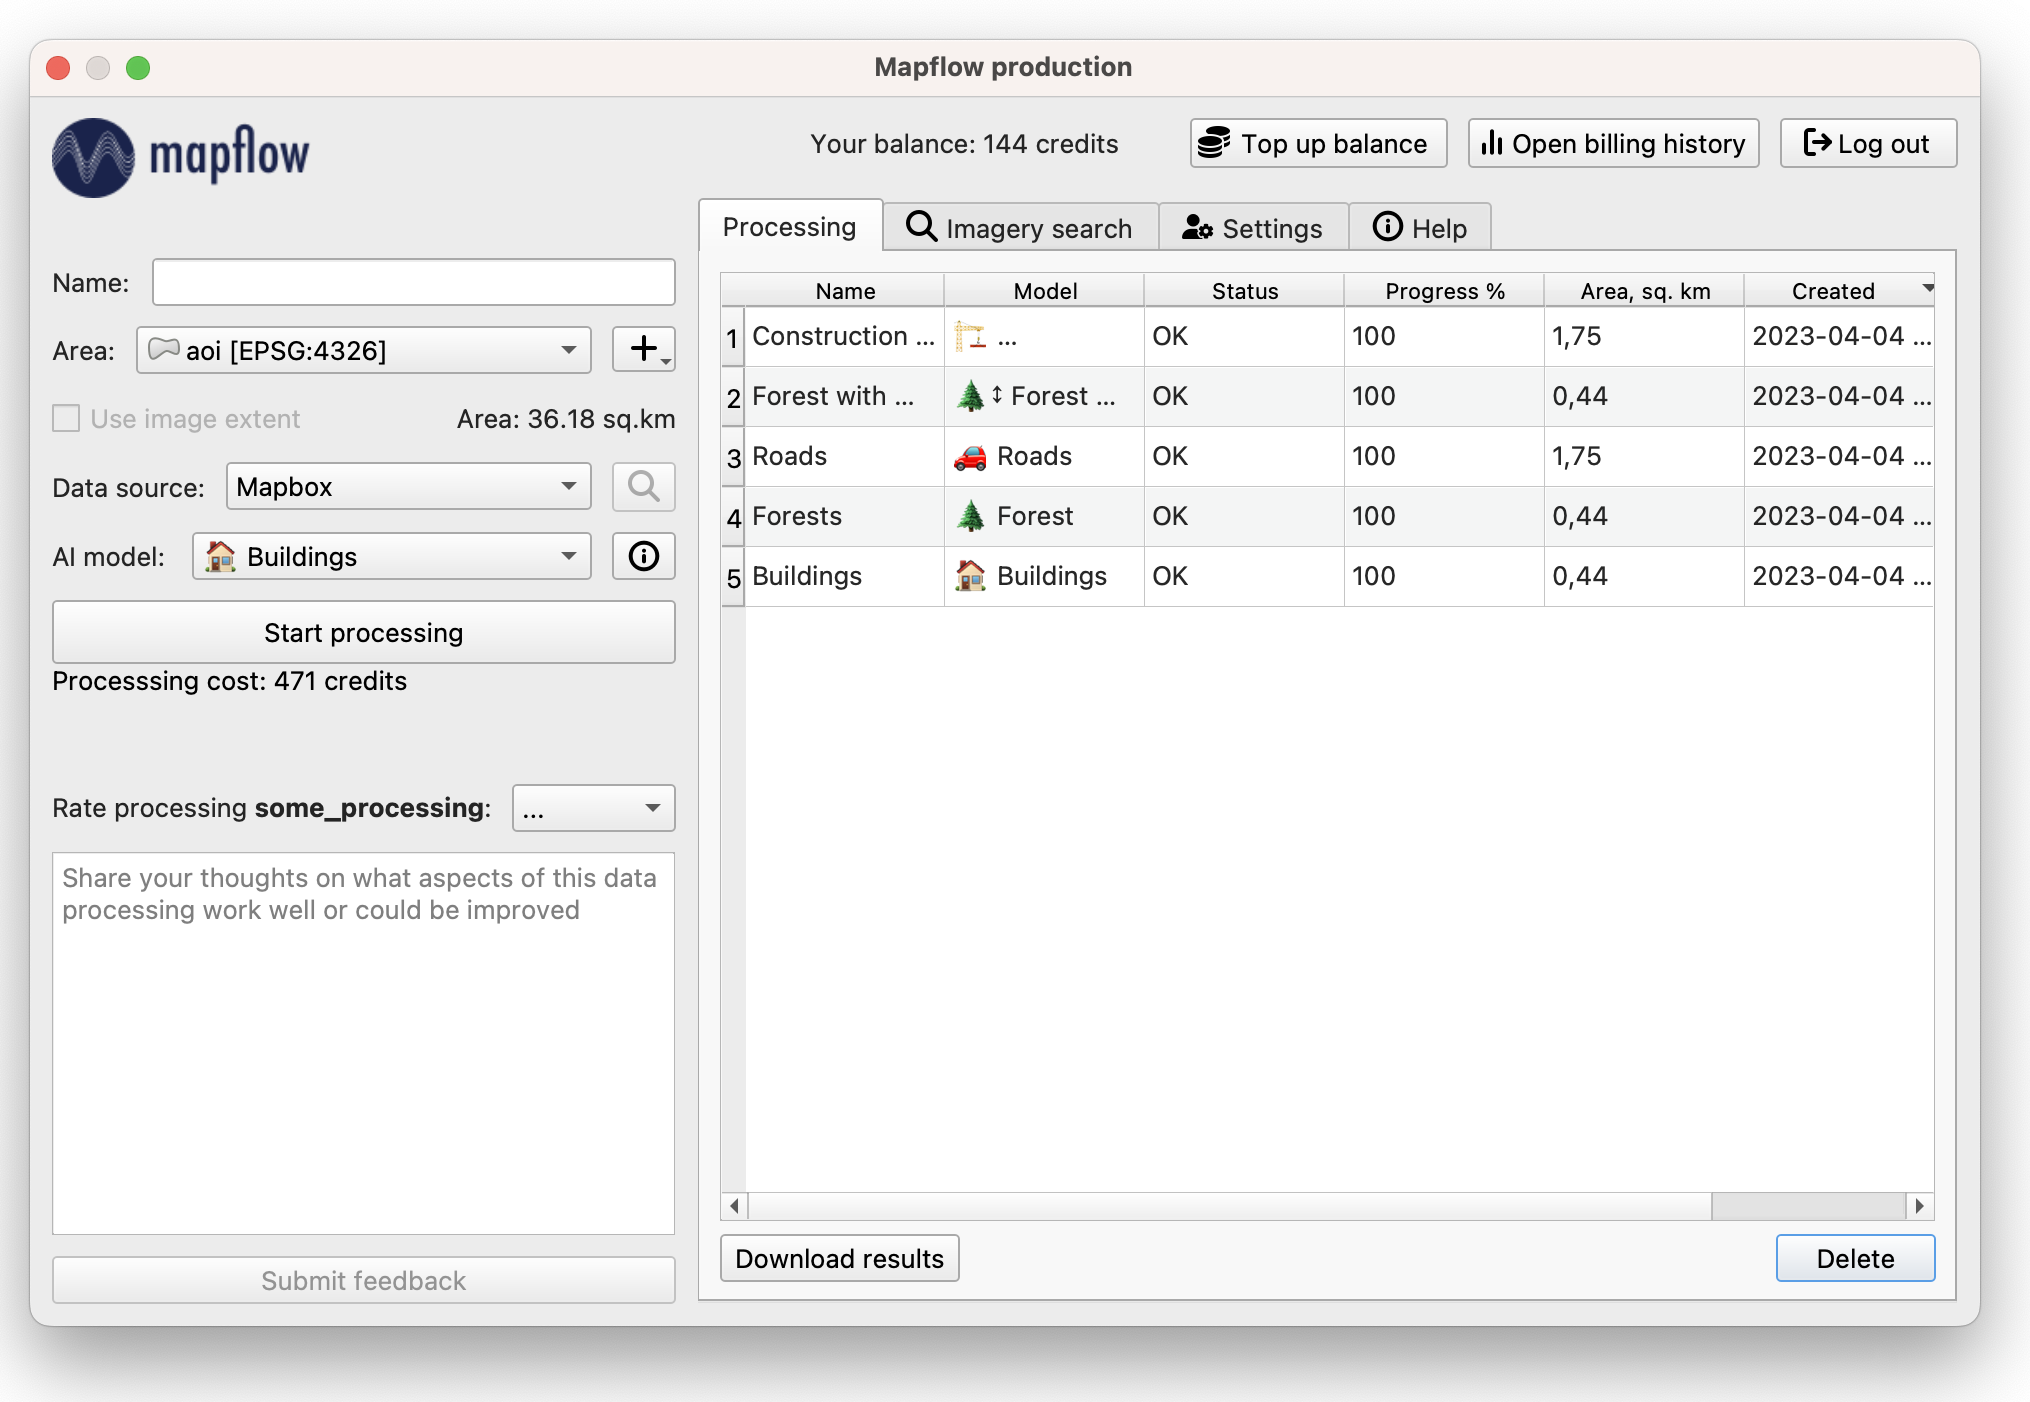 Mapflow production
mapflow
Your balance: 144 credits
Top up balance
Open billing history
Log out
Name:
Area: aoi [EPSG:4326]
Use image extent Area: 36.18 sq.km
Data source: Mapbox
AI model: Buildings
Start processing
Processsing cost: 471 credits
Rate processing some_processing: ...
Share your thoughts on what aspects of this data
processing work well or could be improved
Submit feedback
Processing Imagery search Settings Help
Name Model Status Progress % Area, sq. km Created
1 Construction ... ... OK 100 1,75 2023-04-04 ...
2 Forest with ... ↕ Forest ... OK 100 0,44 2023-04-04 ...
3 Roads Roads OK 100 1,75 2023-04-04 ...
4 Forests Forest OK 100 0,44 2023-04-04 ...
5 Buildings Buildings OK 100 0,44 2023-04-04 ...
Download results Delete